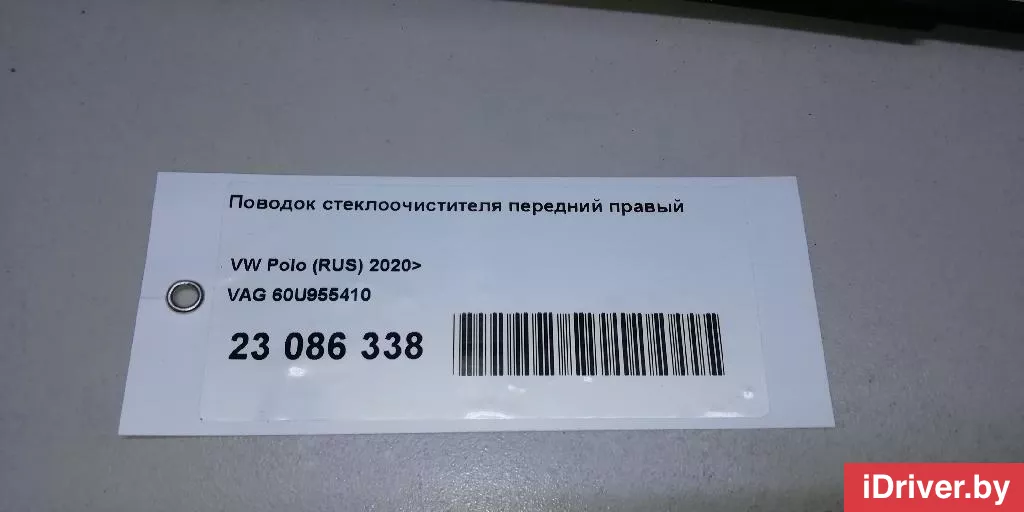 Поводок стеклоочистителя передний правый
VW Polo (RUS) 2020>
VAG 60U955410
23 086 338
iDriver.by